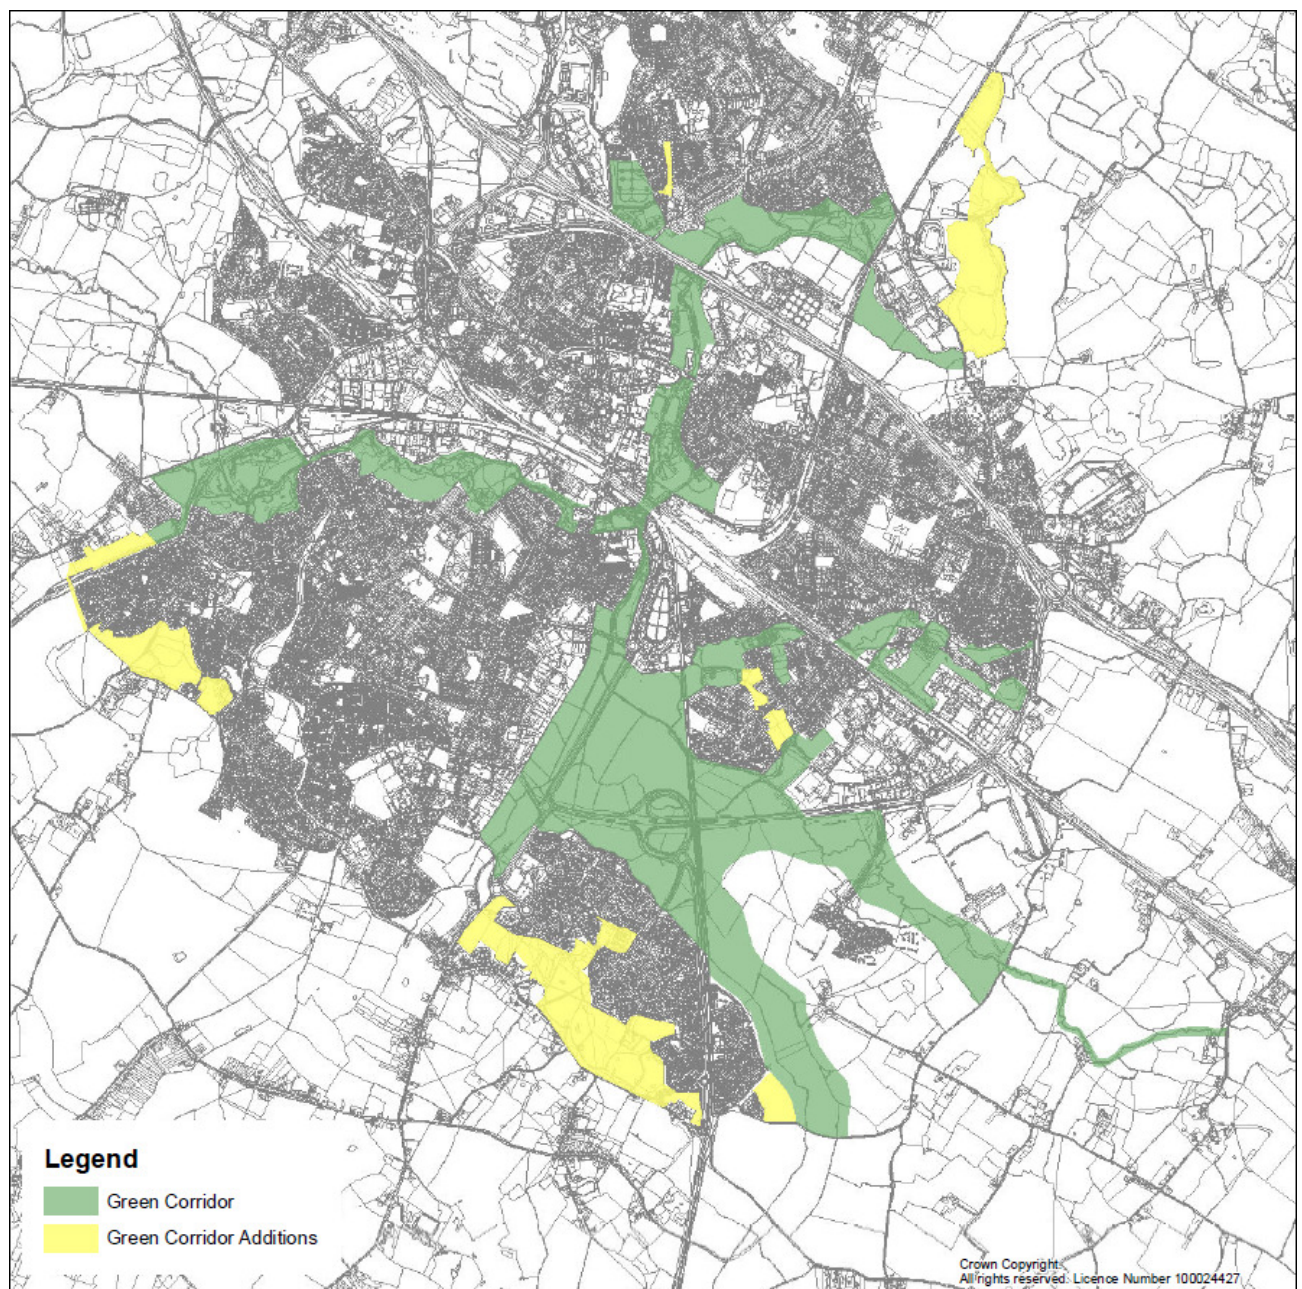 Legend
Green Corridor
Green Corridor Additions
Crown Copyright.
All rights reserved. Licence Number 100024427